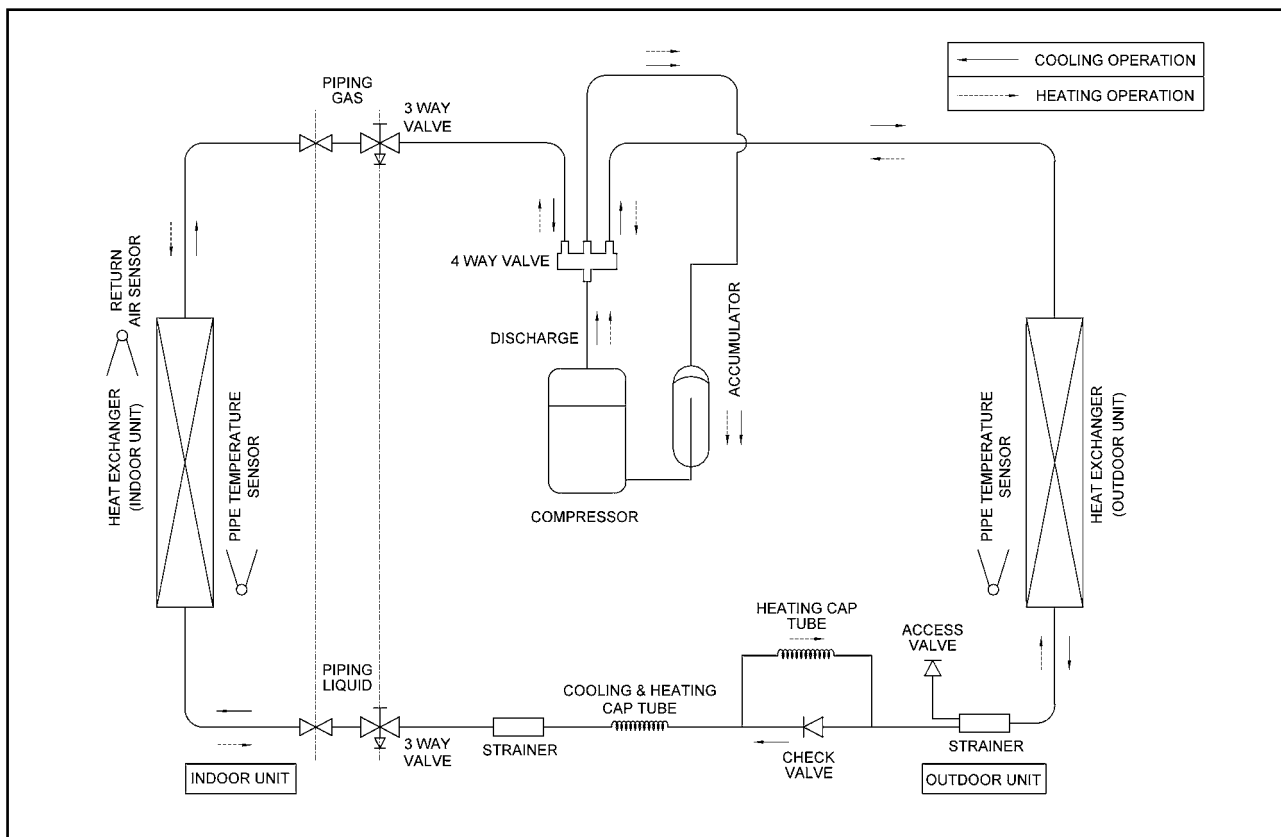 COOLING OPERATION
HEATING OPERATION
PIPING
GAS
3 WAY
VALVE
4 WAY VALVE
DISCHARGE
ACCUMULATOR
COMPRESSOR
RETURN
AIR SENSOR
HEAT EXCHANGER
(INDOOR UNIT)
PIPE TEMPERATURE
SENSOR
PIPE TEMPERATURE
SENSOR
HEAT EXCHANGER
(OUTDOOR UNIT)
HEATING CAP
TUBE
ACCESS
VALVE
PIPING
LIQUID
COOLING & HEATING
CAP TUBE
3 WAY
VALVE
STRAINER
CHECK
VALVE
STRAINER
INDOOR UNIT
OUTDOOR UNIT